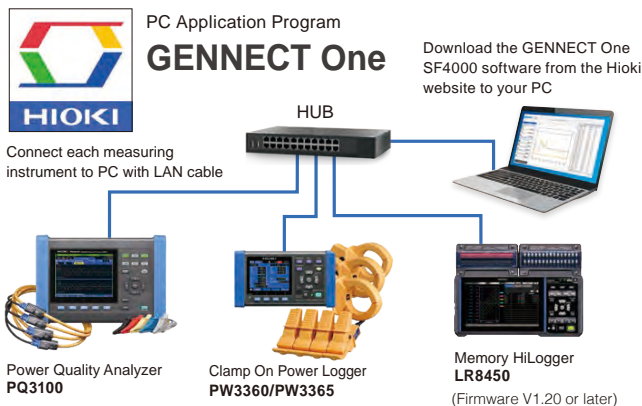 HIOKI
PC Application Program
GENNECT One
Download the GENNECT One
SF4000 software from the Hioki
website to your PC
HUB
Connect each measuring
instrument to PC with LAN cable
Power Quality Analyzer
PQ3100
Clamp On Power Logger
PW3360/PW3365
Memory HiLogger
LR8450
(Firmware V1.20 or later)